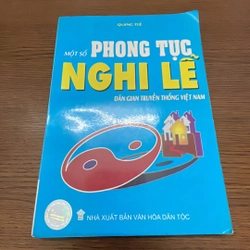 QUANG TUỆ
MỘT SỐ
PHONG TỤC
NGHI LỄ
DÂN GIAN TRUYỀN THỐNG VIỆT NAM
NHÀ XUẤT BẢN VĂN HÓA DÂN TỘC